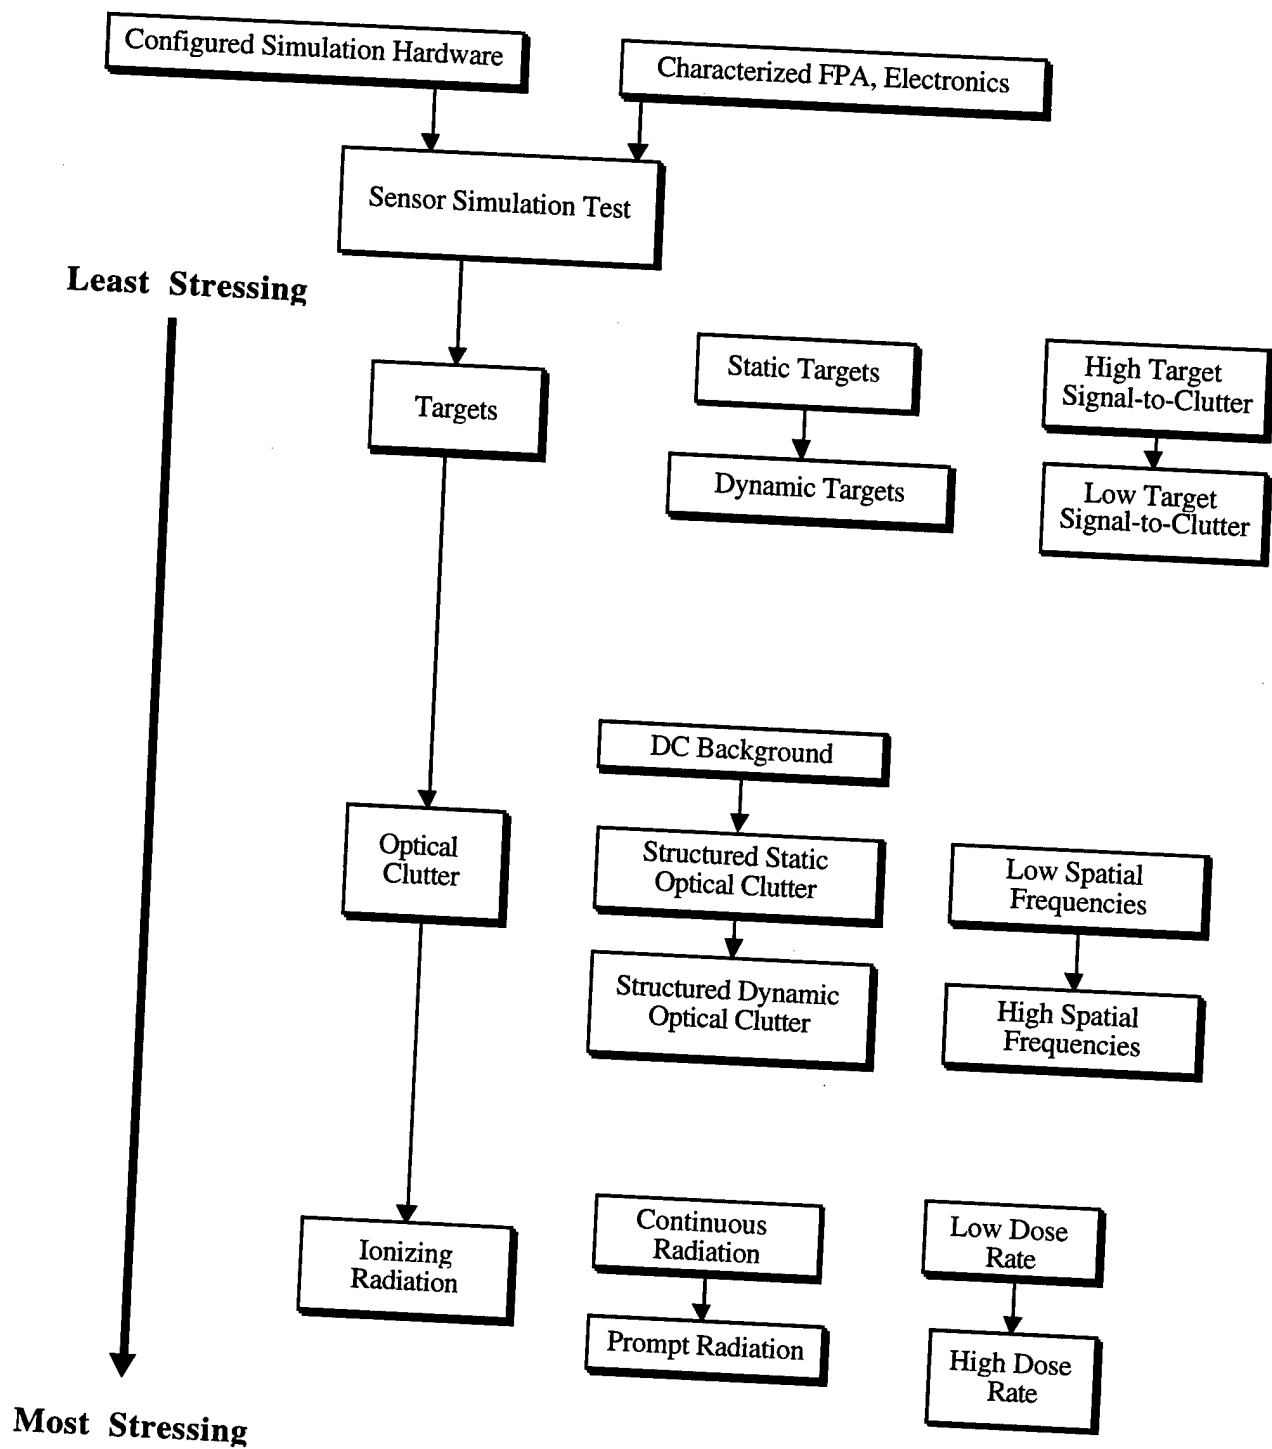 Configured Simulation Hardware
Characterized FPA, Electronics
Sensor Simulation Test
Least Stressing
Targets
Static Targets
Dynamic Targets
High Target
Signal-to-Clutter
Low Target
Signal-to-Clutter
Optical
Clutter
DC Background
Structured Static
Optical Clutter
Structured Dynamic
Optical Clutter
Low Spatial
Frequencies
High Spatial
Frequencies
Ionizing
Radiation
Continuous
Radiation
Prompt Radiation
Low Dose
Rate
High Dose
Rate
Most Stressing